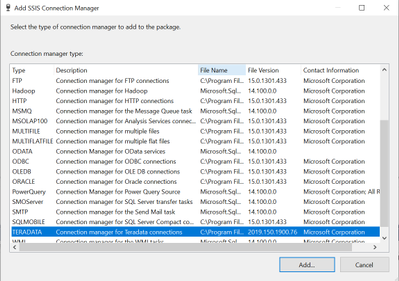 Add SSIS Connection Manager
Select the type of connection manager to add to the package.
Connection manager type:
Type Description File Name File Version Contact Information
FTP Connection manager for FTP connections C:\Program Fil... 15.0.1301.433 Microsoft Corporation
Hadoop Connection manager for Hadoop Microsoft.Sql... 14.100.0.0 Microsoft Corporation
HTTP Connection manager for HTTP connections C:\Program Fil... 15.0.1301.433 Microsoft Corporation
MSMQ Connection manager for the Message Queue task Microsoft.Sql... 14.100.0.0 Microsoft Corporation
MSOLAP100 Connection manager for Analysis Services connec... C:\Program Fil... 15.0.1301.433 Microsoft Corporation
MULTIFILE Connection manager for multiple files C:\Program Fil... 15.0.1301.433 Microsoft Corporation
MULTIFLATFILE Connection manager for multiple flat files C:\Program Fil... 15.0.1301.433 Microsoft Corporation
ODATA Connection manager for OData services Microsoft.Sql... 14.100.0.0
ODBC Connection manager for ODBC connections C:\Program Fil... 15.0.1301.433 Microsoft Corporation
OLEDB Connection manager for OLE DB connections C:\Program Fil... 15.0.1301.433 Microsoft Corporation
ORACLE Connection manager for Oracle connections C:\Program Fil... 15.0.1301.433 Microsoft Corporation
PowerQuery Connection manager for Power Query Source Microsoft.Sql... 14.100.0.0 Microsoft Corporation; All R
SMOServer Connection manager for SQL Server transfer tasks Microsoft.Sql... 14.100.0.0 Microsoft Corporation
SMTP Connection manager for the Send Mail task Microsoft.Sql... 14.100.0.0 Microsoft Corporation
SQLMOBILE Connection manager for SQL Server Compact co... C:\Program Fil... 15.0.1301.433 Microsoft Corporation
TERADATA Connection manager for Teradata connections C:\Program Fil... 2019.150.1900.76 Microsoft Corporation
WMI Connection manager for the WMI tasks Microsoft.Sql... 14.100.0.0 Microsoft Corporation
Add... Cancel